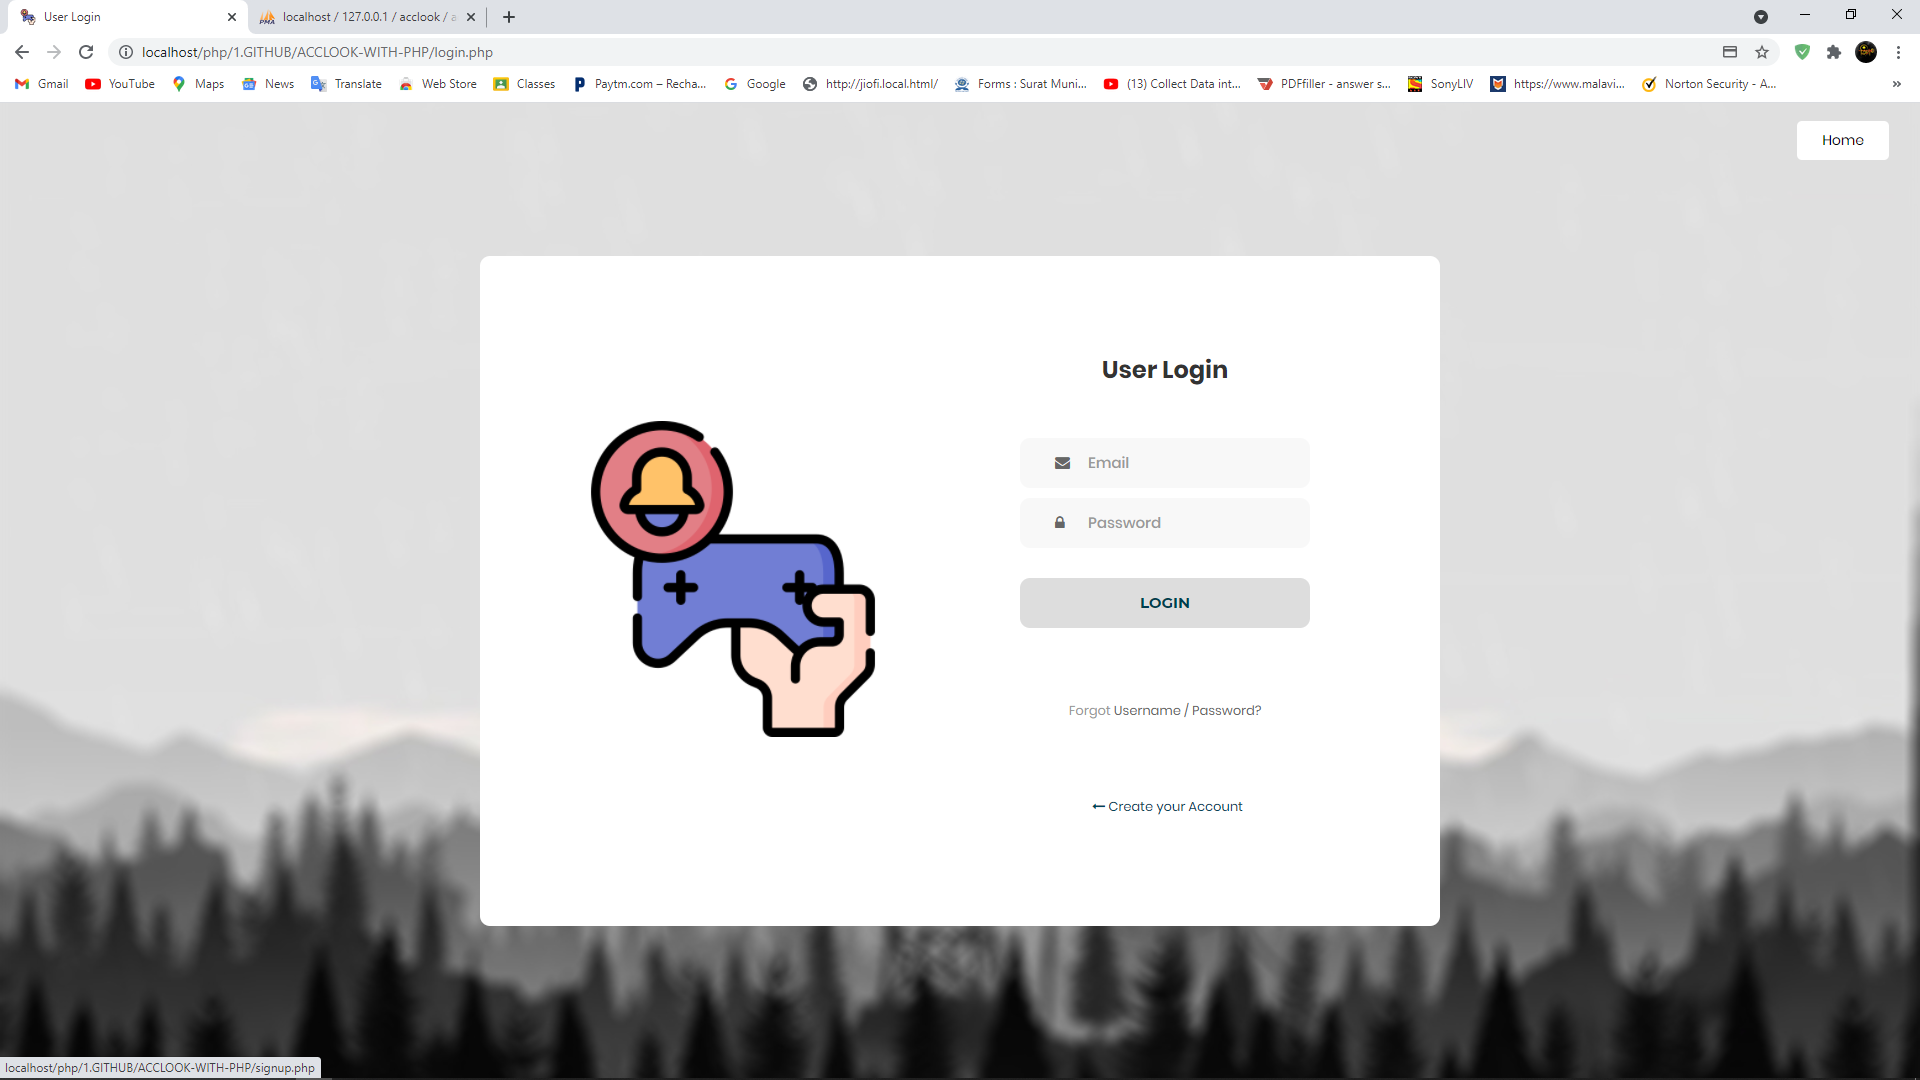 User Login
localhost / 127.0.0.1 / acclook / a
localhost/php/1.GITHUB/ACCLOOK-WITH-PHP/login.php
Gmail YouTube Maps News Translate Web Store Classes Paytm.com – Recha... Google http://jiofi.local.html/ Forms : Surat Muni... (13) Collect Data int... PDFfiller - answer s... SonyLIV https://www.malavi... Norton Security - A... »
Home
User Login
Email
Password
LOGIN
Forgot Username / Password?
← Create your Account
localhost/php/1.GITHUB/ACCLOOK-WITH-PHP/signup.php